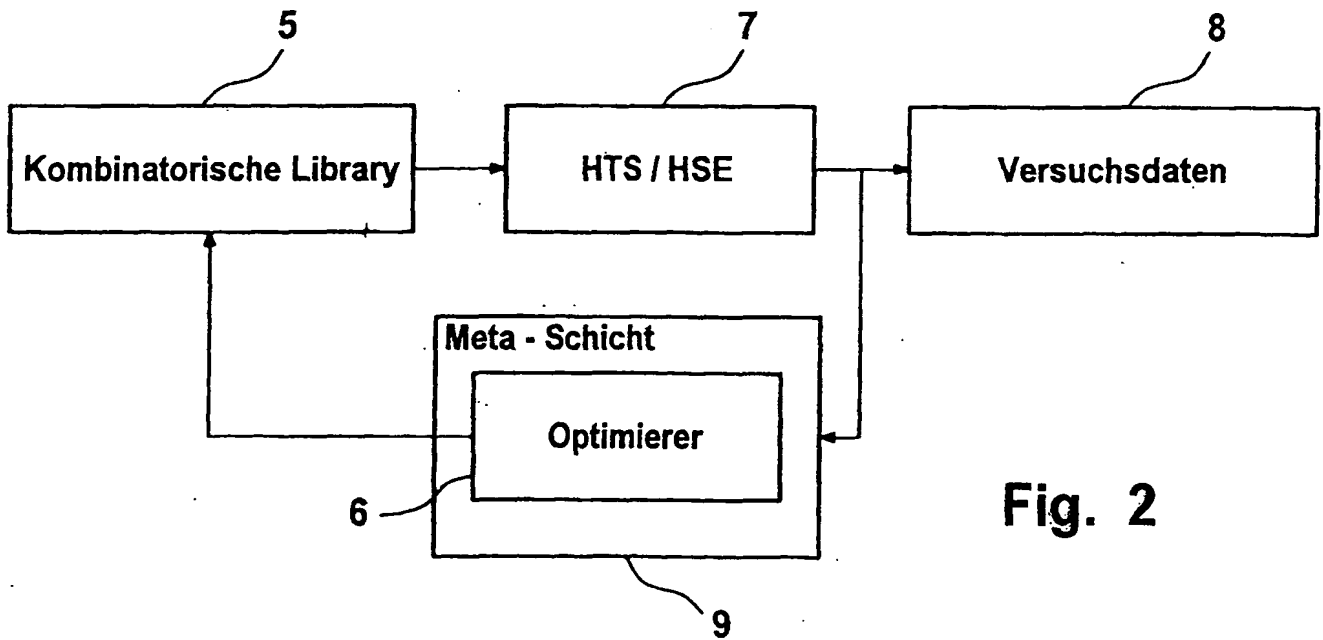 5
7
8
Kombinatorische Library
HTS / HSE
Versuchsdaten
Meta - Schicht
Optimierer
6
9
Fig. 2